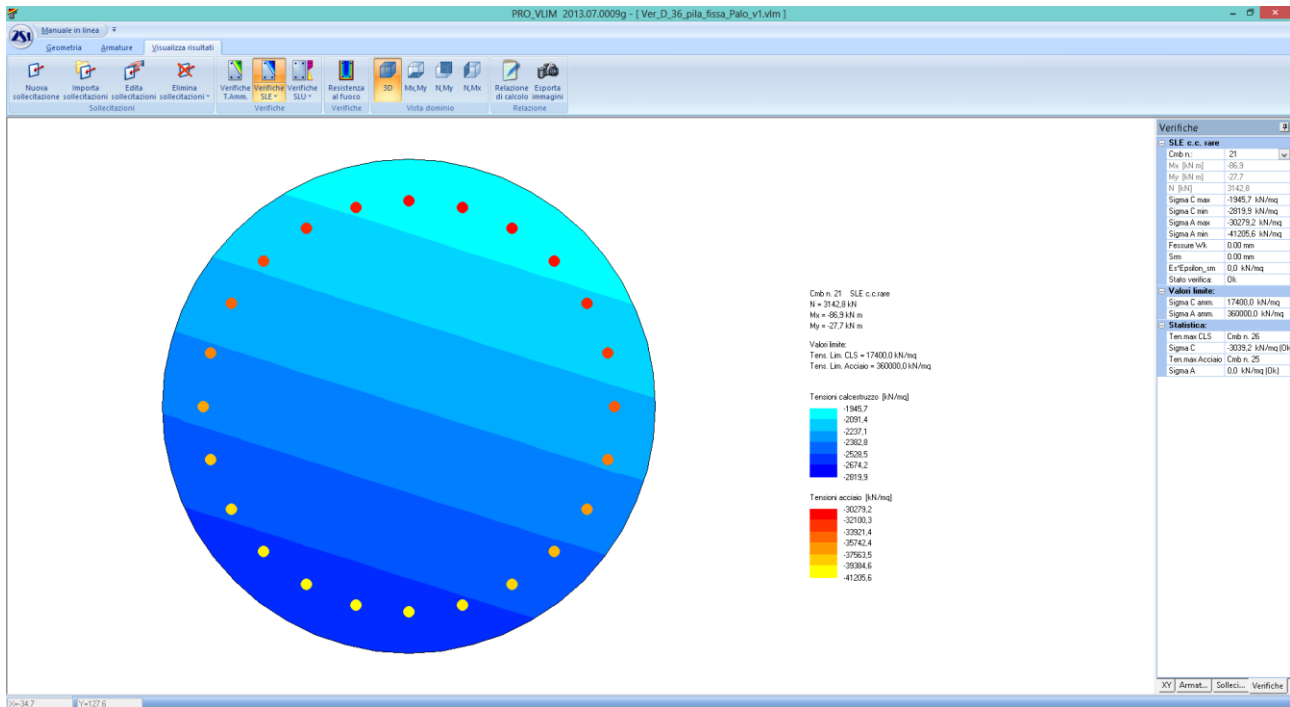 PRO_VLIM 2013.07.0009g - [ Ver_D_36_pila_fissa_Palo_v1.vlm ]
2SI
Manuale in linea
Geometria Armature Visualizza risultati
Nuova sollecitazione
Importa sollecitazioni
Edita sollecitazioni
Elimina sollecitazioni
Verifiche T.Amm.
Verifiche SLE
Verifiche SLU
Resistenza al fuoco
3D
Mx,My
N,My
N,Mx
Relazione di calcolo
Esporta immagini
Sollecitazioni
Verifiche
Verifiche
Vista dominio
Relazione
Cmb n. 21 SLE c.c.rare
N = 3142,8 kN
Mx = -86,9 kN m
My = -27,7 kN m
Valori limite:
Tens. Lim. CLS = 17400,0 kN/mq
Tens. Lim. Acciaio = 360000,0 kN/mq
Tensioni calcestruzzo [kN/mq]
-1945,7
-2091,4
-2237,1
-2382,8
-2528,5
-2674,2
-2819,9
Tensioni acciaio [kN/mq]
-30279,2
-32100,3
-33921,4
-35742,4
-37563,5
-39384,6
-41205,6
Verifiche
SLE c.c. rare
Cmb n.: 21
Mx [kN m] -86,9
My [kN m] -27,7
N [kN] 3142,8
Sigma C max -1945,7 kN/mq
Sigma C min -2819,9 kN/mq
Sigma A max -30279,2 kN/mq
Sigma A min -41205,6 kN/mq
Fessure Wk 0.00 mm
Srm 0.00 mm
Es*Epsilon_sm 0,0 kN/mq
Stato verifica: Ok
Valori limite:
Sigma C amm. 17400,0 kN/mq
Sigma A amm. 360000,0 kN/mq
Statistica:
Ten.max CLS Cmb n. 26
Sigma C -3039,2 kN/mq (Ok
Ten.max Acciaio Cmb n. 25
Sigma A 0,0 kN/mq (Ok)
XY Armat... Solleci... Verifiche
X=-34.7 Y=127.6